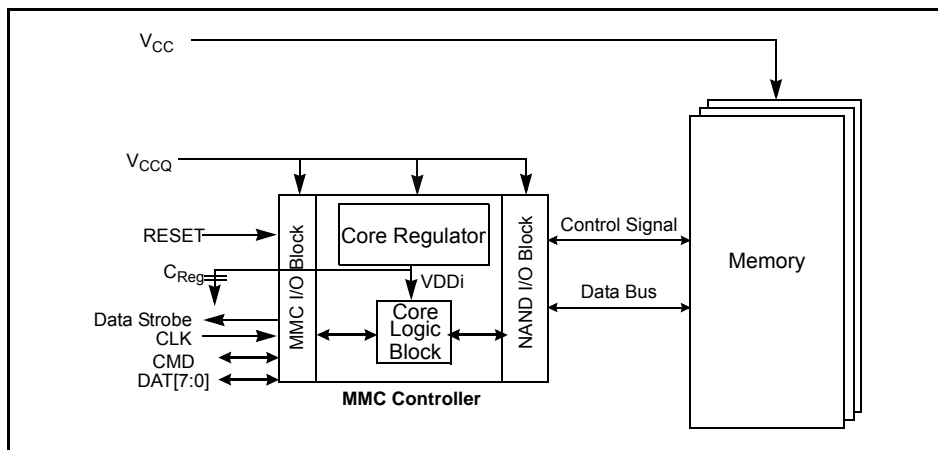 VCC
VCCQ
RESET
CReg
Data Strobe
CLK
CMD
DAT[7:0]
MMC I/O Block
Core Regulator
VDDi
Core
Logic
Block
NAND I/O Block
MMC Controller
Control Signal
Data Bus
Memory